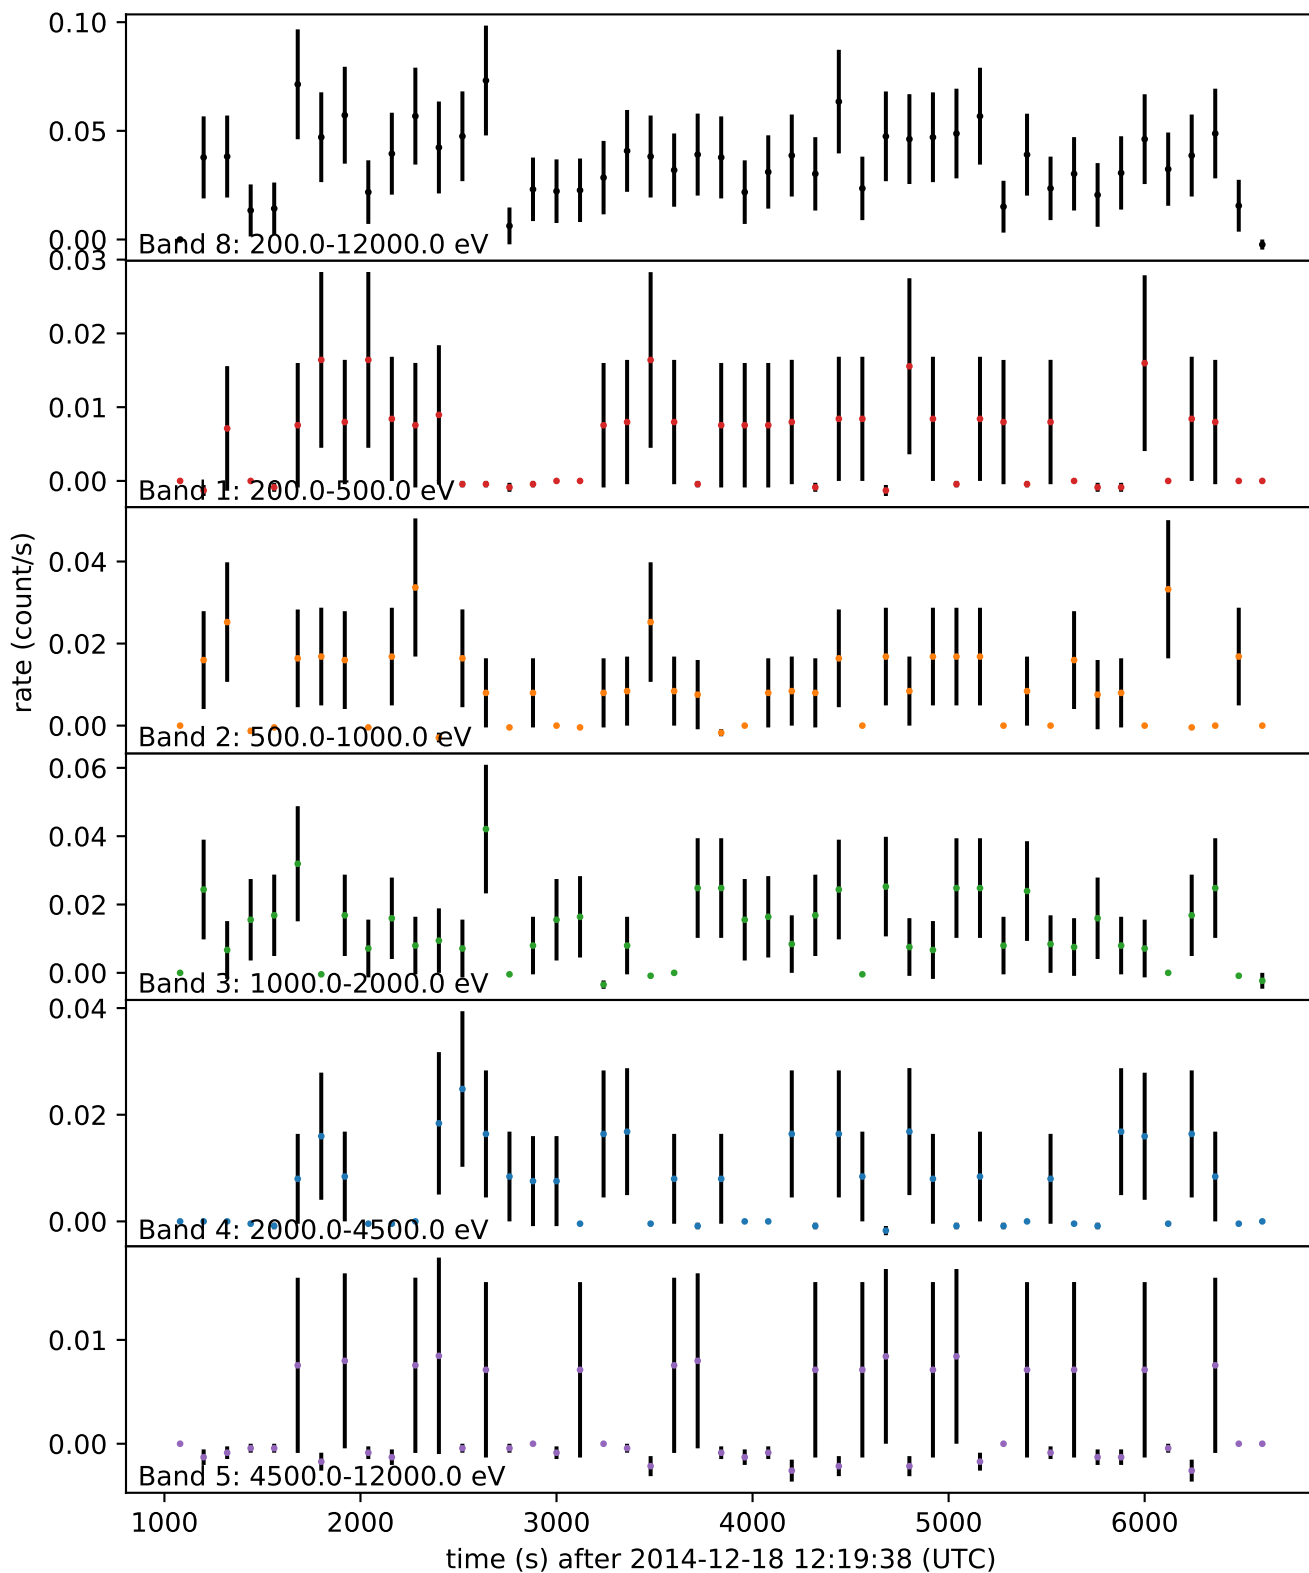 0.10
0.05
0.00
Band 8: 200.0-12000.0 eV
0.03
0.02
0.01
0.00
Band 1: 200.0-500.0 eV
rate (count/s)
0.04
0.02
0.00
Band 2: 500.0-1000.0 eV
0.06
0.04
0.02
0.00
Band 3: 1000.0-2000.0 eV
0.04
0.02
0.00
Band 4: 2000.0-4500.0 eV
0.01
0.00
Band 5: 4500.0-12000.0 eV
1000 2000 3000 4000 5000 6000
time (s) after 2014-12-18 12:19:38 (UTC)